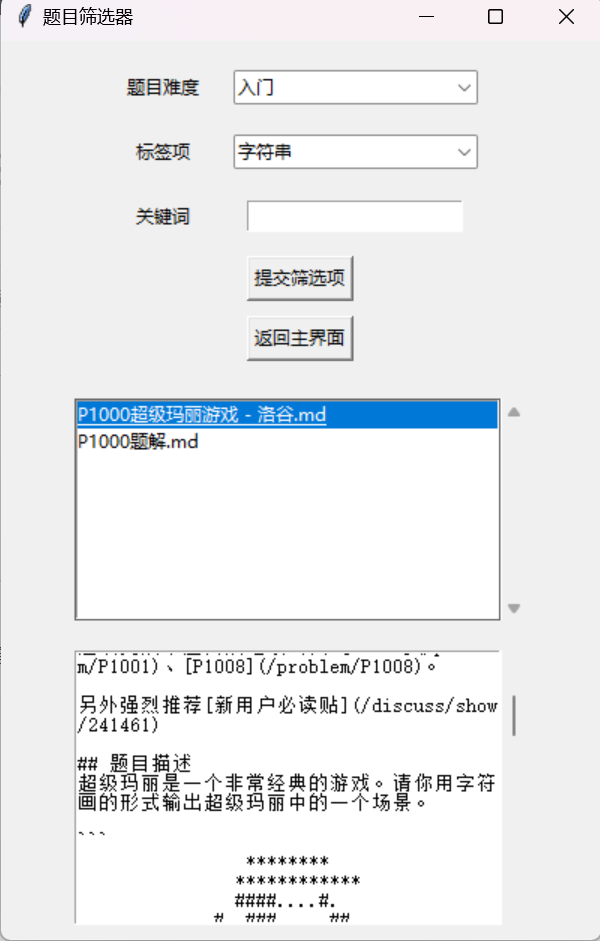 题目筛选器
题目难度 入门
标签项 字符串
关键词
提交筛选项
返回主界面
P1000超级玛丽游戏 - 洛谷.md
P1000题解.md
m/P1001)、[P1008](/problem/P1008)。
另外强烈推荐[新用户必读贴](/discuss/show
/241461)
## 题目描述
超级玛丽是一个非常经典的游戏。请你用字符
画的形式输出超级玛丽中的一个场景。
```
********
************
####....#.
# ### ##